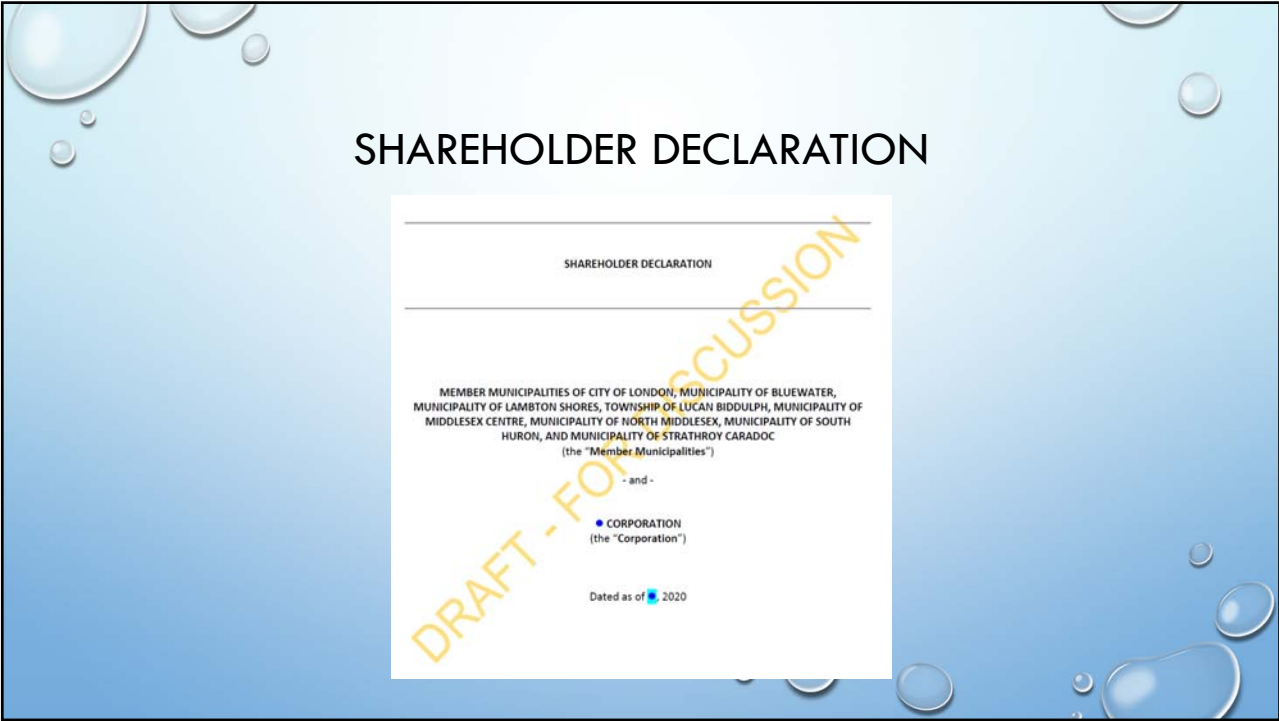 SHAREHOLDER DECLARATION
SHAREHOLDER DECLARATION
MEMBER MUNICIPALITIES OF CITY OF LONDON, MUNICIPALITY OF BLUEWATER,
MUNICIPALITY OF LAMBTON SHORES, TOWNSHIP OF LUCAN BIDDULPH, MUNICIPALITY OF
MIDDLESEX CENTRE, MUNICIPALITY OF NORTH MIDDLESEX, MUNICIPALITY OF SOUTH
HURON, AND MUNICIPALITY OF STRATHROY CARADOC
(the "Member Municipalities")
- and -
● CORPORATION
(the "Corporation")
Dated as of ●, 2020
DRAFT - FOR DISCUSSION